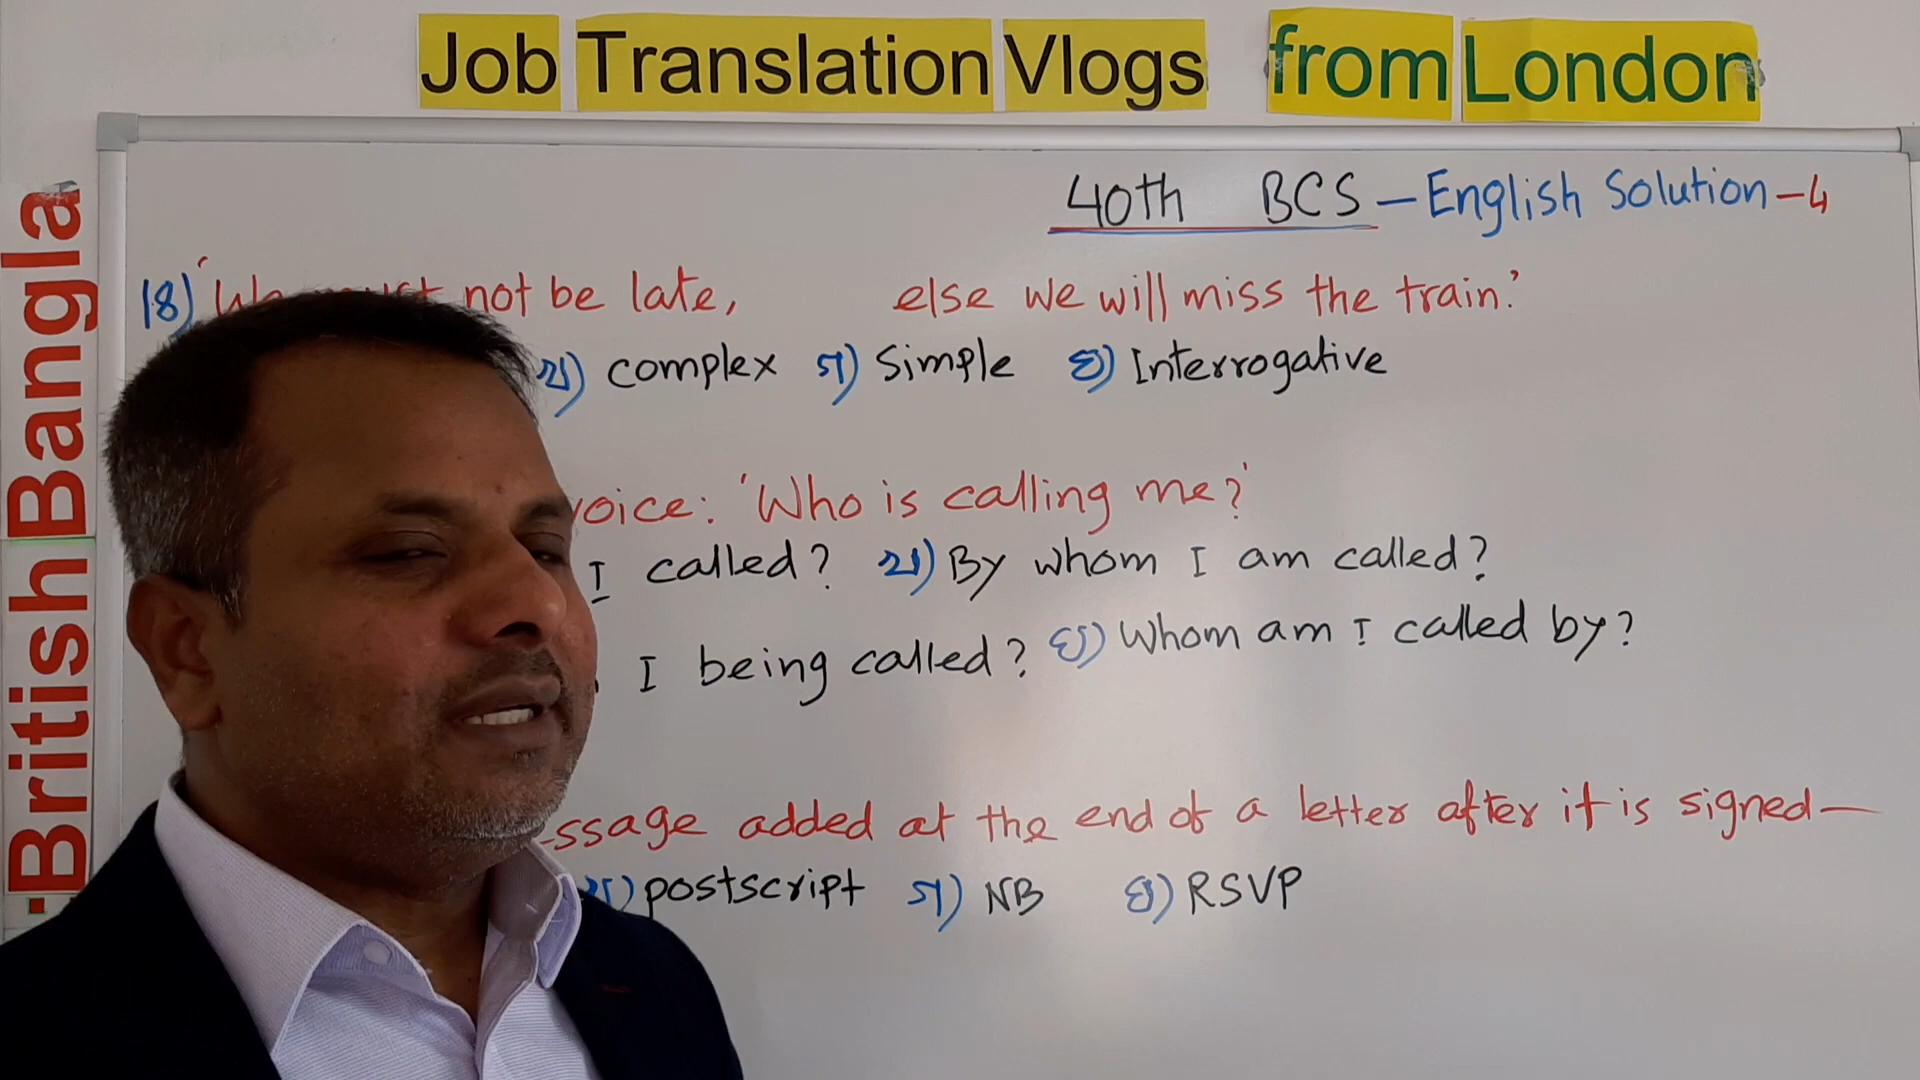 Job Translation Vlogs from London
British Bangla
40th BCS – English Solution – 4
18) 'We must not be late, else we will miss the train.'
খ) complex গ) Simple ঘ) Interrogative
voice: 'Who is calling me?'
I called? খ) By whom I am called?
I being called? ঘ) Whom am I called by?
ssage added at the end of a letter after it is signed—
খ) postscript গ) NB ঘ) RSVP